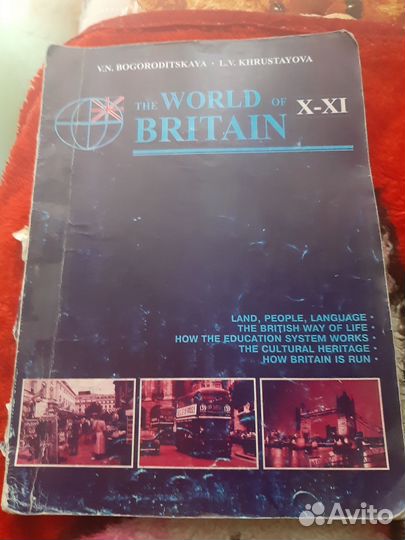 V.N. BOGORODITSKAVA · L.V. KHRUSTAYOVA
THE WORLD OF
BRITAIN
X-XI
LAND, PEOPLE, LANGUAGE •
THE BRITISH WAY OF LIFE •
HOW THE EDUCATION SYSTEM WORKS •
THE CULTURAL HERITAGE •
HOW BRITAIN IS RUN •
Avito